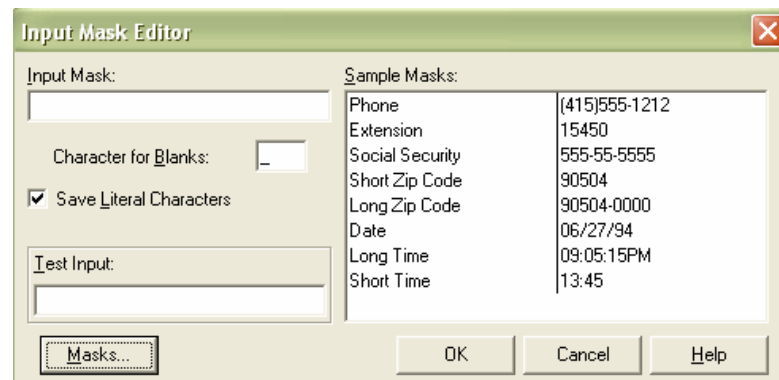 Input Mask Editor
Input Mask:
Character for Blanks: _
Save Literal Characters
Test Input:
Masks...
Sample Masks:
Phone (415)555-1212
Extension 15450
Social Security 555-55-5555
Short Zip Code 90504
Long Zip Code 90504-0000
Date 06/27/94
Long Time 09:05:15PM
Short Time 13:45
OK Cancel Help